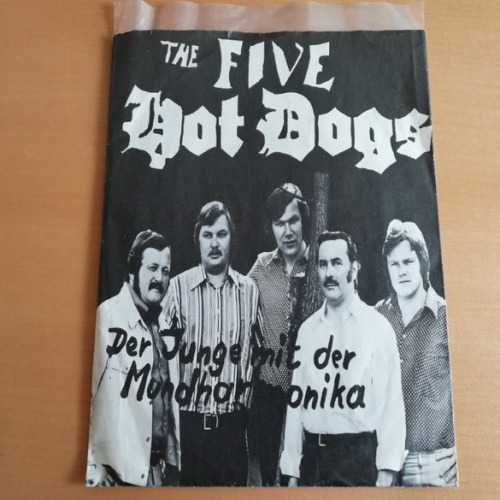 THE FIVE
Hot Dogs
Der Junge mit der
Mundharmonika